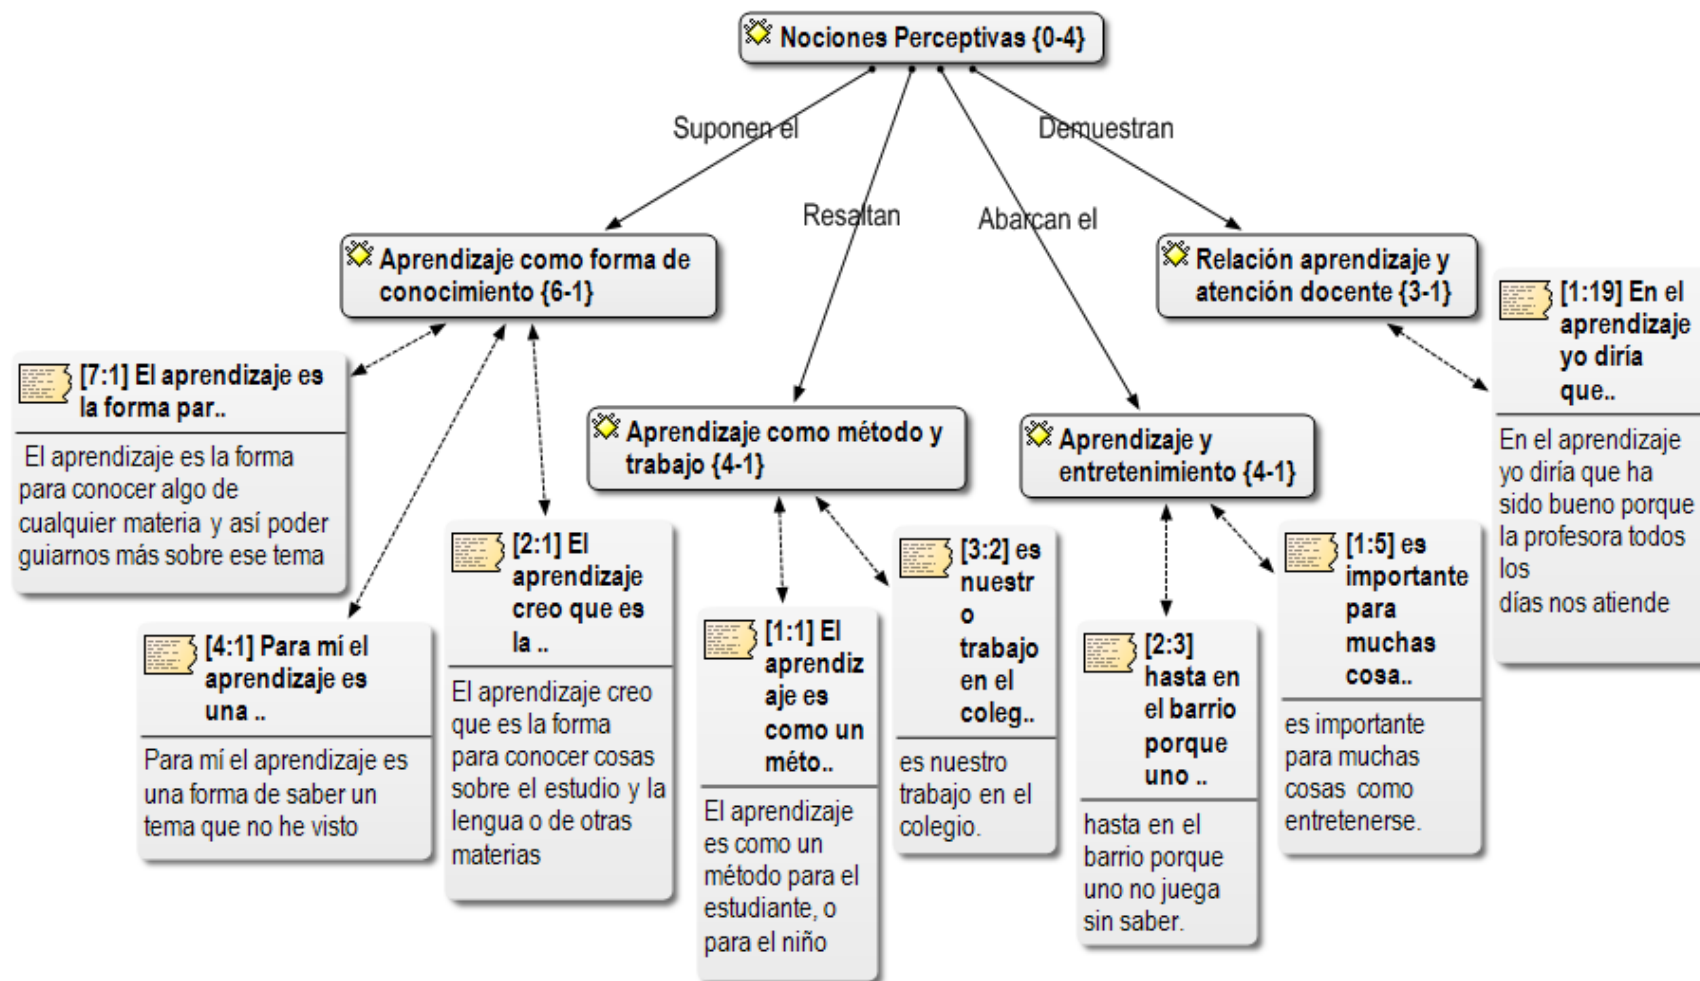 Nociones Perceptivas {0-4}
Suponen el
Demuestran
Resaltan
Abarcan el
Aprendizaje como forma de
conocimiento {6-1}
Relación aprendizaje y
atención docente {3-1}
[1:19] En el
aprendizaje
yo diría
que..
En el aprendizaje
yo diría que ha
sido bueno porque
la profesora todos
los
días nos atiende
[7:1] El aprendizaje es
la forma par..
El aprendizaje es la forma
para conocer algo de
cualquier materia y así poder
guiarnos más sobre ese tema
Aprendizaje como método y
trabajo {4-1}
Aprendizaje y
entretenimiento {4-1}
[4:1] Para mí el
aprendizaje es
una ..
Para mí el aprendizaje es
una forma de saber un
tema que no he visto
[2:1] El
aprendizaje
creo que es
la ..
El aprendizaje creo
que es la forma
para conocer cosas
sobre el estudio y la
lengua o de otras
materias
[1:1] El
aprendiz
aje es
como un
méto..
El aprendizaje
es como un
método para el
estudiante, o
para el niño
[3:2] es
nuestr
o
trabajo
en el
coleg..
es nuestro
trabajo en el
colegio.
[2:3]
hasta en
el barrio
porque
uno ..
hasta en el
barrio porque
uno no juega
sin saber.
[1:5] es
importante
para
muchas
cosa..
es importante
para muchas
cosas como
entretenerse.